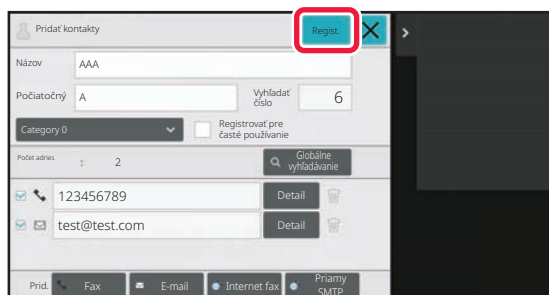 Pridať kontakty
Regist.
Názov
AAA
Počiatočný
A
Vyhľadať
číslo
6
Category 0
Registrovať pre
časté používanie
Počet adries : 2
Globálne
vyhľadávanie
123456789
Detail
test@test.com
Detail
Prid.
Fax
E-mail
Internet fax
Priamy
SMTP